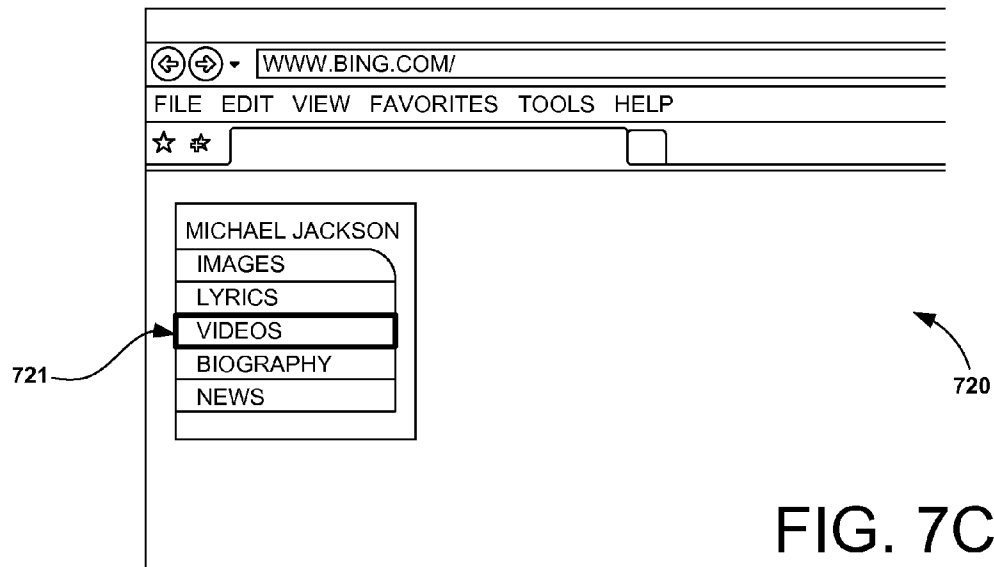 WWW.BING.COM/
FILE EDIT VIEW FAVORITES TOOLS HELP
MICHAEL JACKSON
IMAGES
LYRICS
VIDEOS
BIOGRAPHY
NEWS
721
720
FIG. 7C